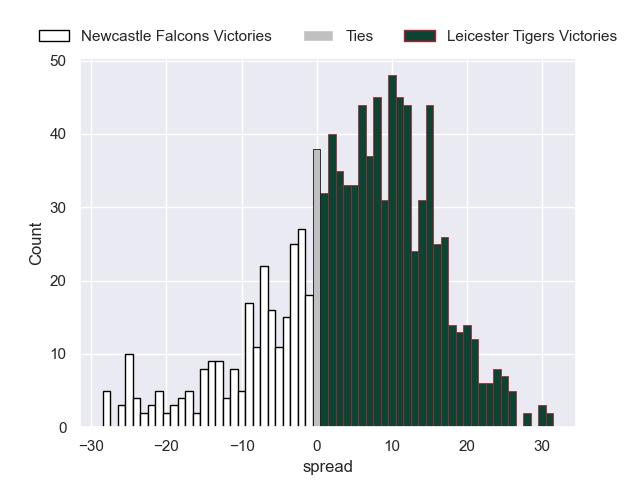 Newcastle Falcons Victories Ties Leicester Tigers Victories
50
40
30
20
10
0
Count
−30 −20 −10 0 10 20 30
spread